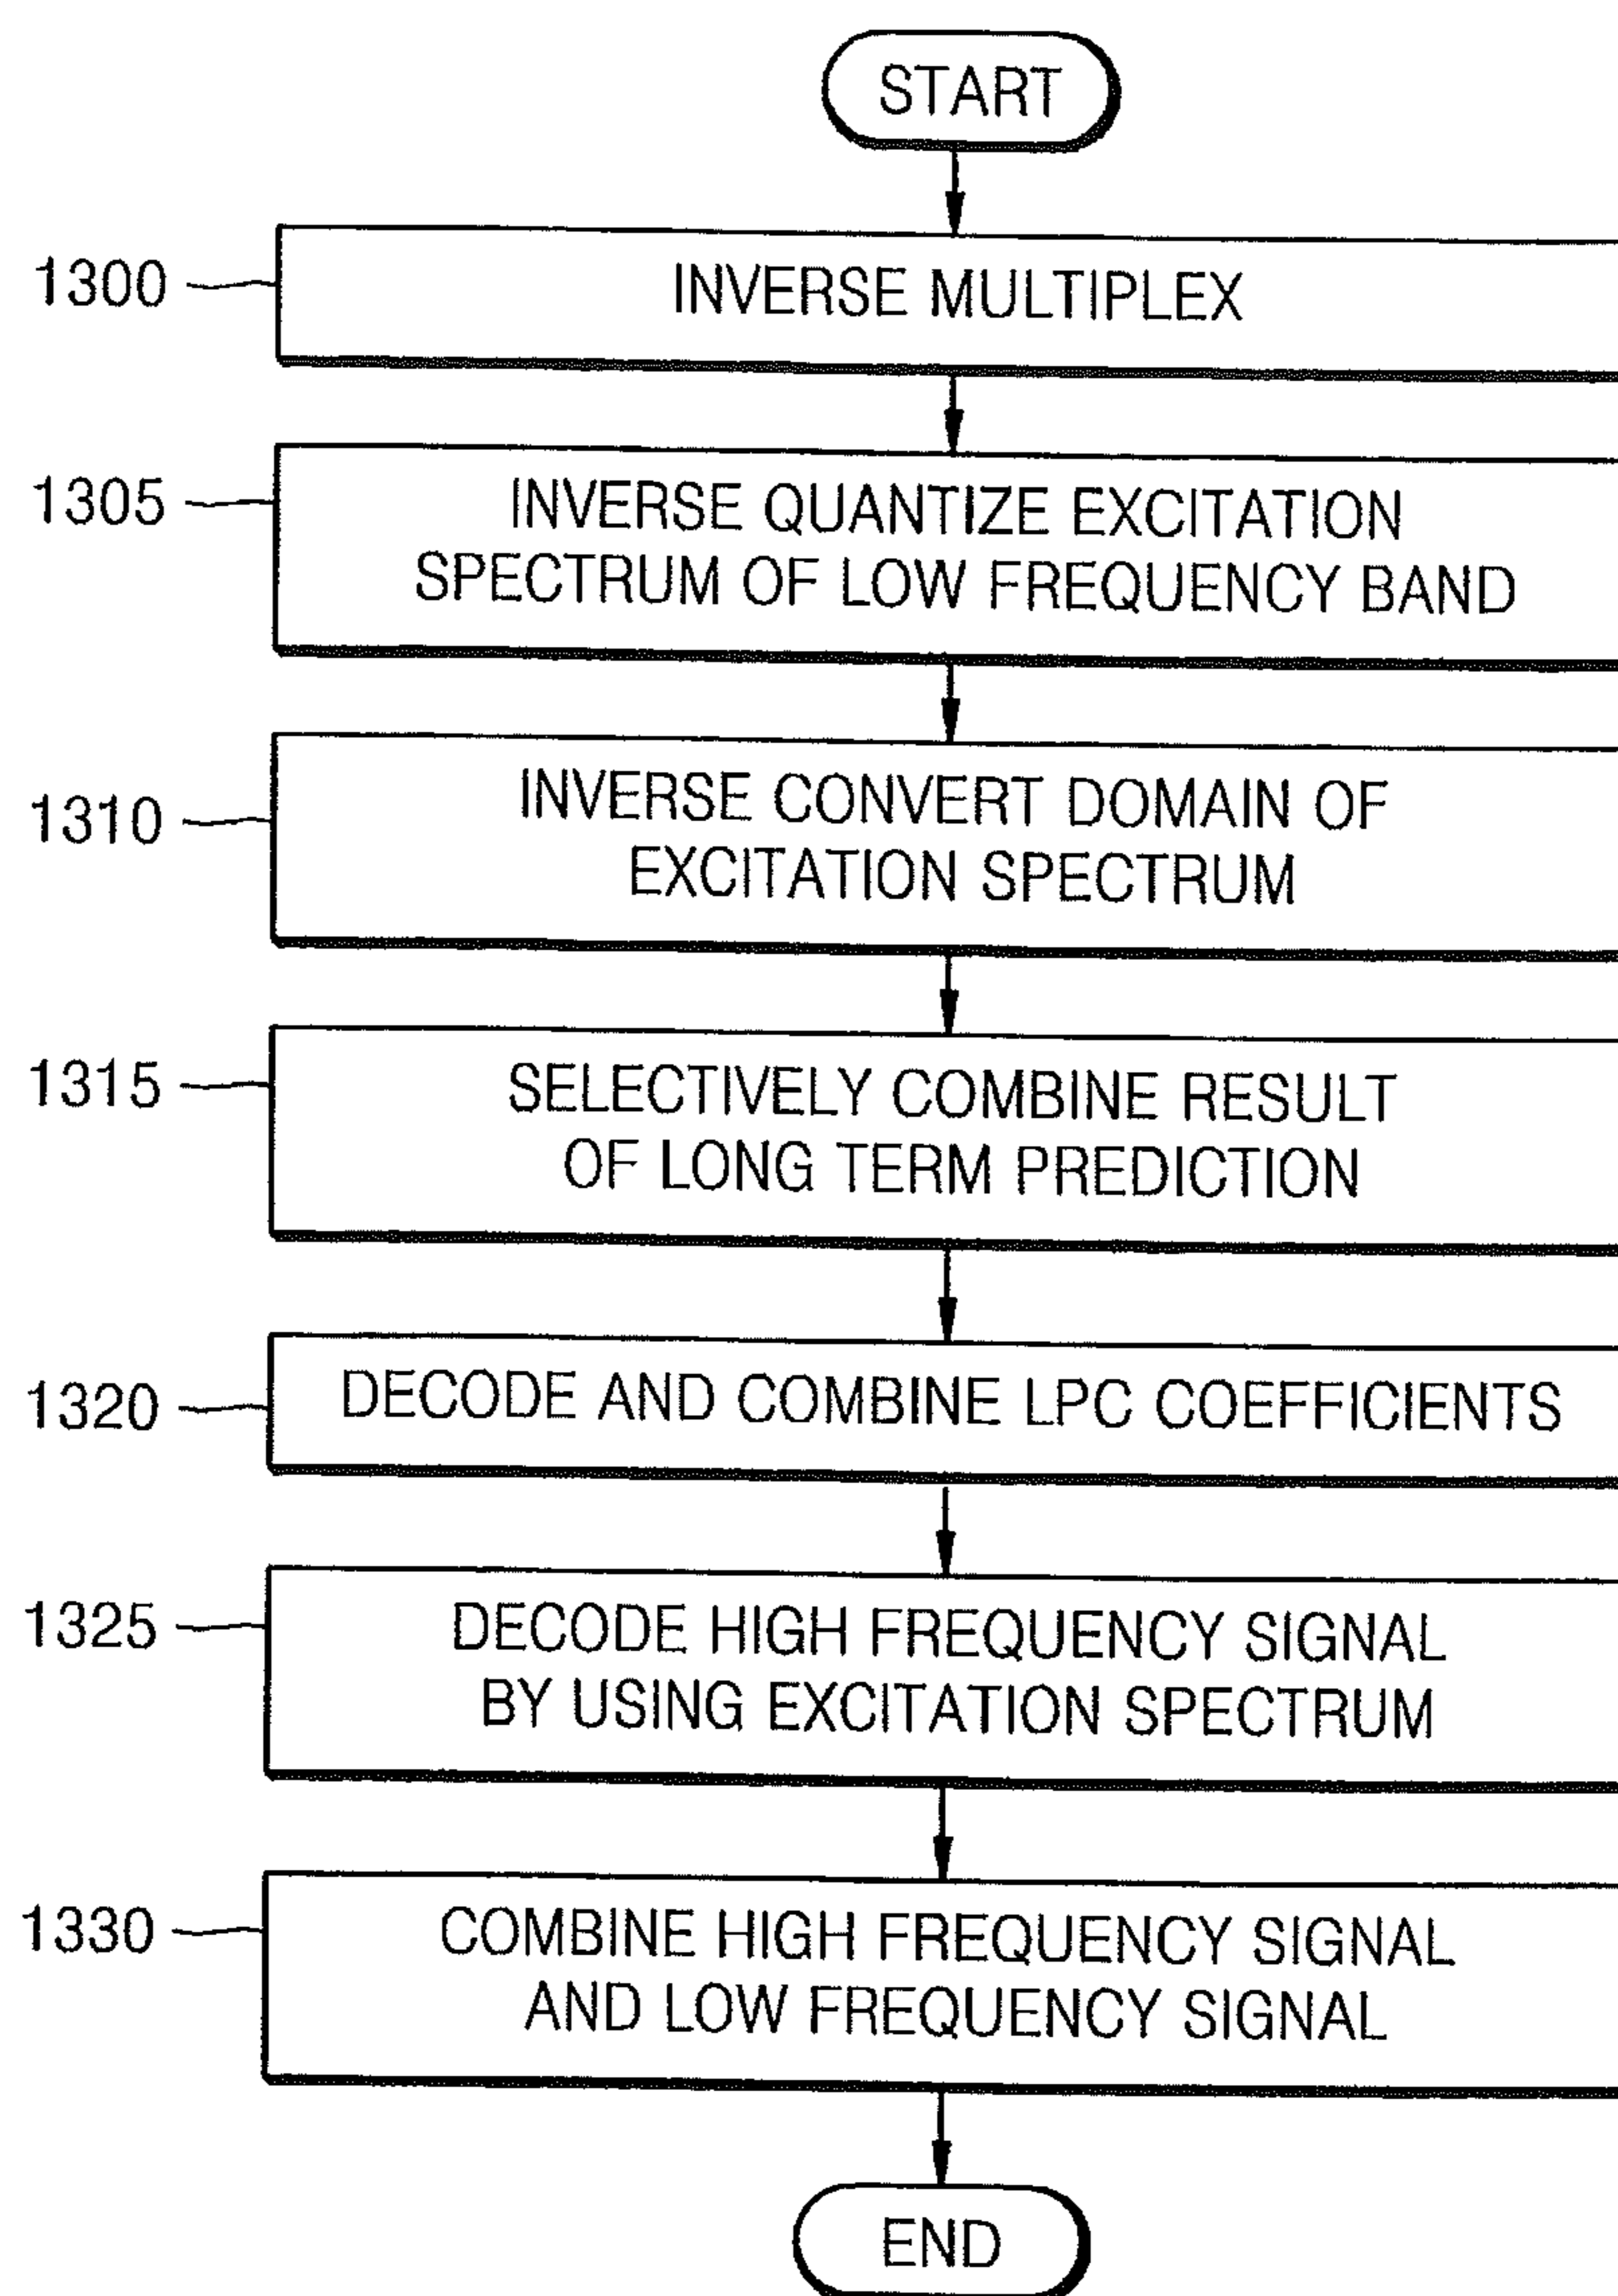 START
1300
INVERSE MULTIPLEX
1305
INVERSE QUANTIZE EXCITATION
SPECTRUM OF LOW FREQUENCY BAND
1310
INVERSE CONVERT DOMAIN OF
EXCITATION SPECTRUM
1315
SELECTIVELY COMBINE RESULT
OF LONG TERM PREDICTION
1320
DECODE AND COMBINE LPC COEFFICIENTS
1325
DECODE HIGH FREQUENCY SIGNAL
BY USING EXCITATION SPECTRUM
1330
COMBINE HIGH FREQUENCY SIGNAL
AND LOW FREQUENCY SIGNAL
END